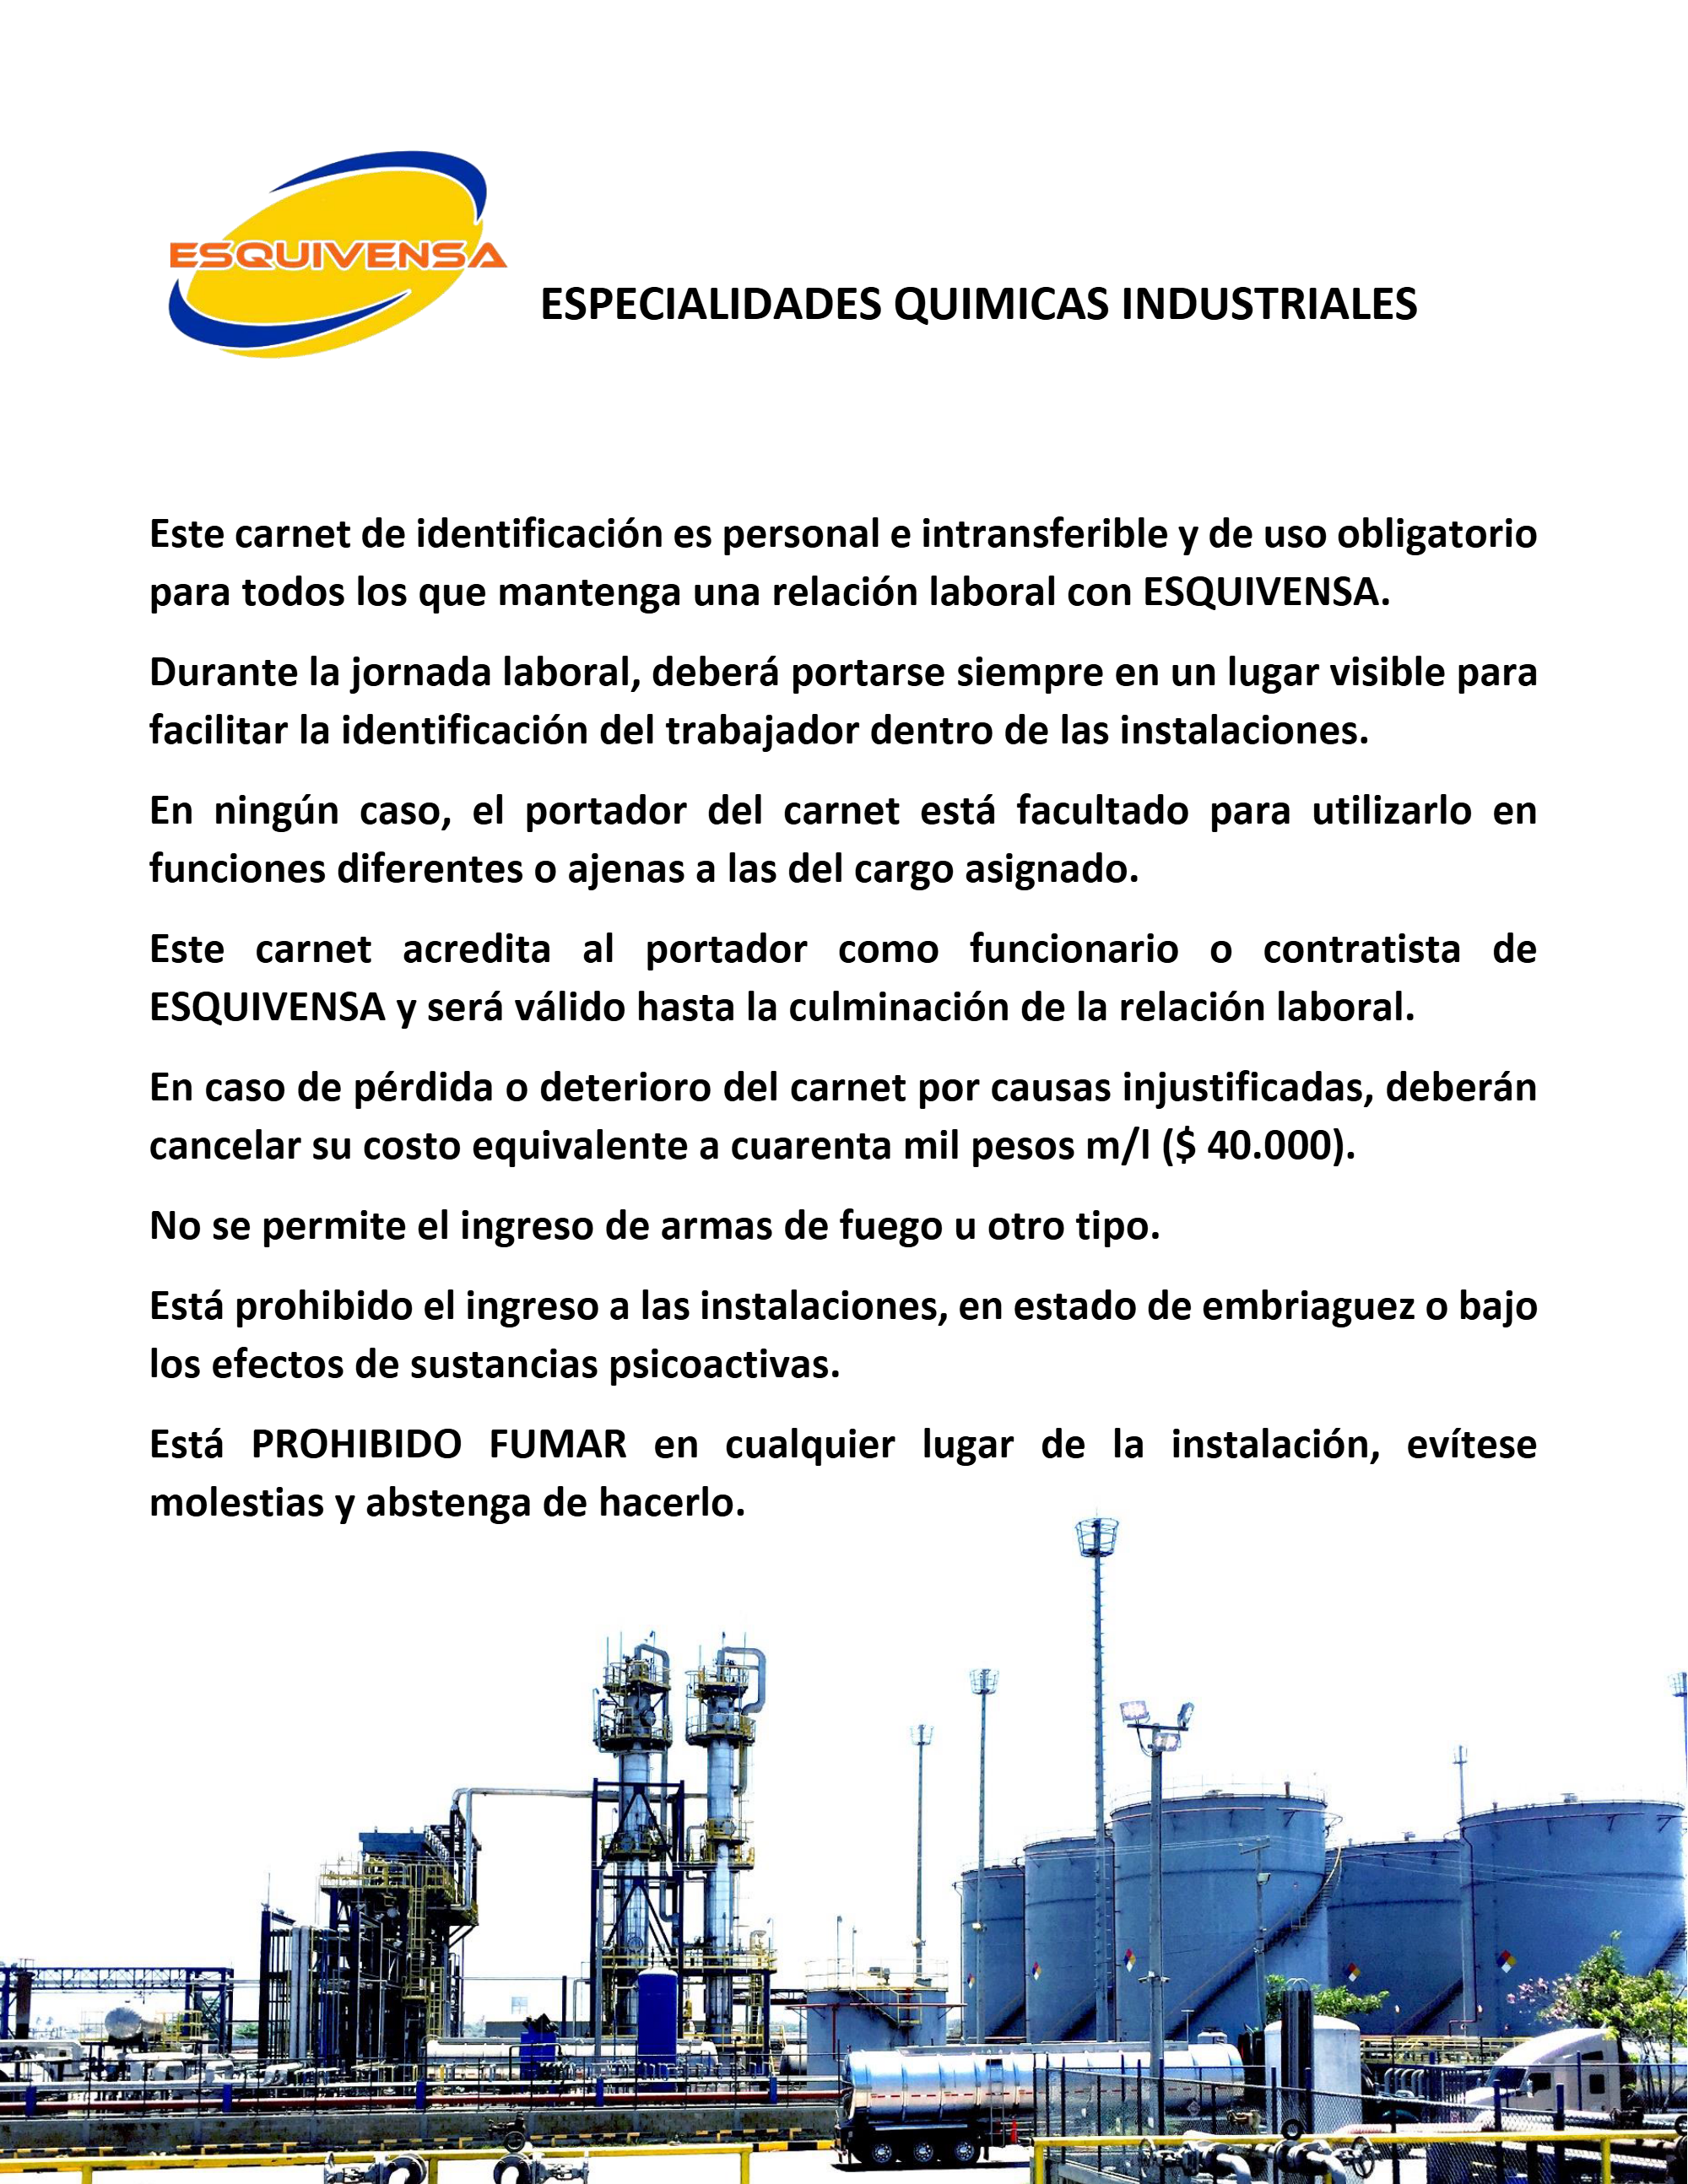 ESQUIVENSA
ESPECIALIDADES QUIMICAS INDUSTRIALES
Este carnet de identificación es personal e intransferible y de uso obligatorio
para todos los que mantenga una relación laboral con ESQUIVENSA.
Durante la jornada laboral, deberá portarse siempre en un lugar visible para
facilitar la identificación del trabajador dentro de las instalaciones.
En ningún caso, el portador del carnet está facultado para utilizarlo en
funciones diferentes o ajenas a las del cargo asignado.
Este carnet acredita al portador como funcionario o contratista de
ESQUIVENSA y será válido hasta la culminación de la relación laboral.
En caso de pérdida o deterioro del carnet por causas injustificadas, deberán
cancelar su costo equivalente a cuarenta mil pesos m/l ($ 40.000).
No se permite el ingreso de armas de fuego u otro tipo.
Está prohibido el ingreso a las instalaciones, en estado de embriaguez o bajo
los efectos de sustancias psicoactivas.
Está PROHIBIDO FUMAR en cualquier lugar de la instalación, evítese
molestias y abstenga de hacerlo.